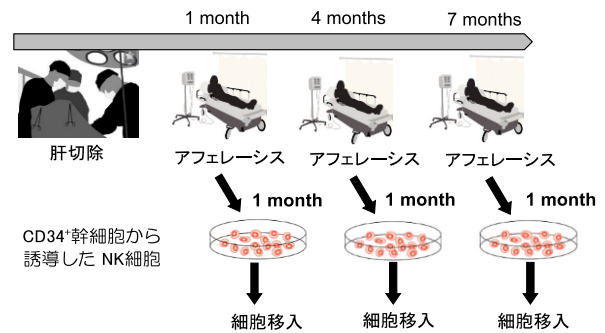 1 month 4 months 7 months
肝切除 アフェレーシス アフェレーシス アフェレーシス
1 month 1 month 1 month
CD34⁺幹細胞から
誘導した NK細胞
細胞移入 細胞移入 細胞移入